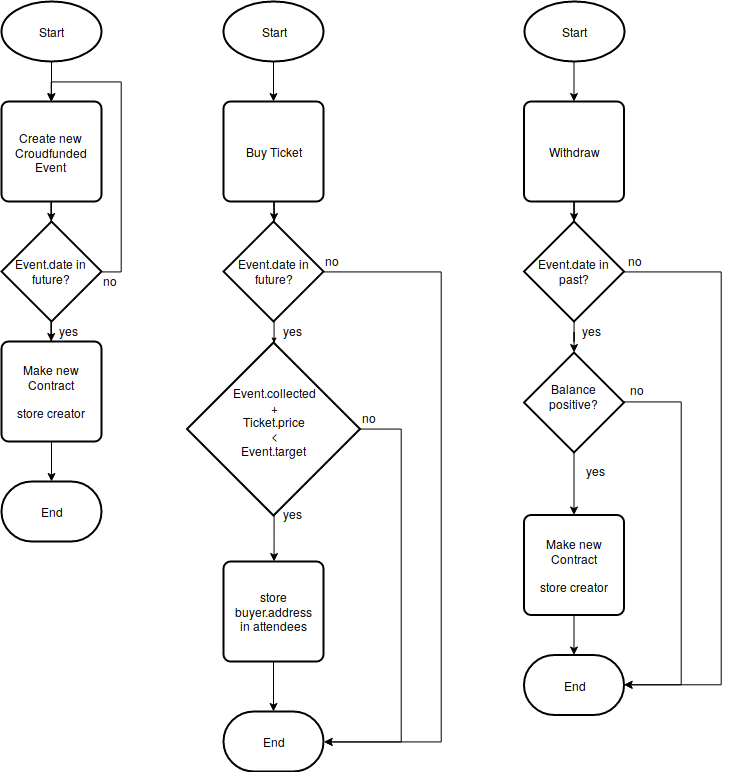 Start
Create new
Croudfunded
Event
Event.date in
future?
no
yes
Make new
Contract
store creator
End
Start
Buy Ticket
Event.date in
future?
no
yes
Event.collected
+
Ticket.price
<
Event.target
no
yes
store
buyer.address
in attendees
End
Start
Withdraw
Event.date in
past?
no
yes
Balance
positive?
no
yes
Make new
Contract
store creator
End